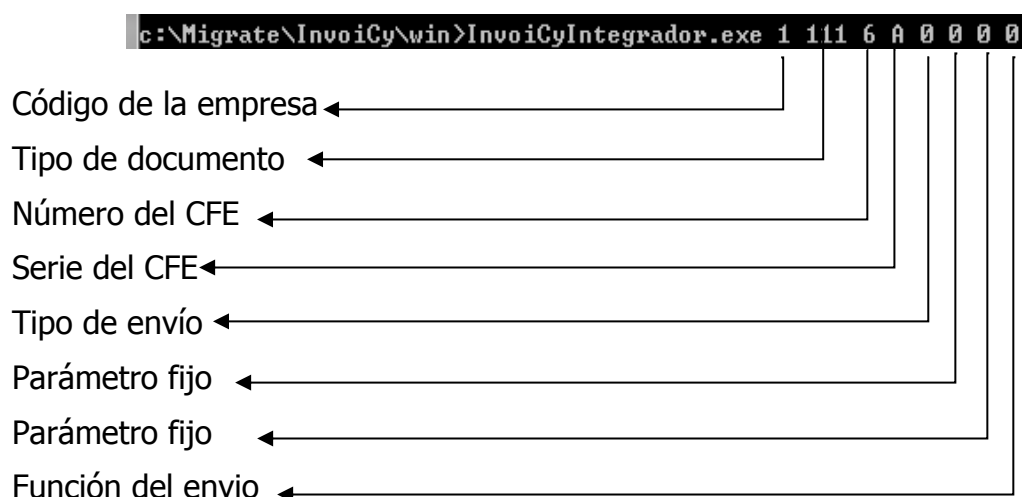 c:\Migrate\InvoiCy\win>InvoiCyIntegrador.exe 1 111 6 A 0 0 0 0
Código de la empresa
Tipo de documento
Número del CFE
Serie del CFE
Tipo de envío
Parámetro fijo
Parámetro fijo
Función del envio